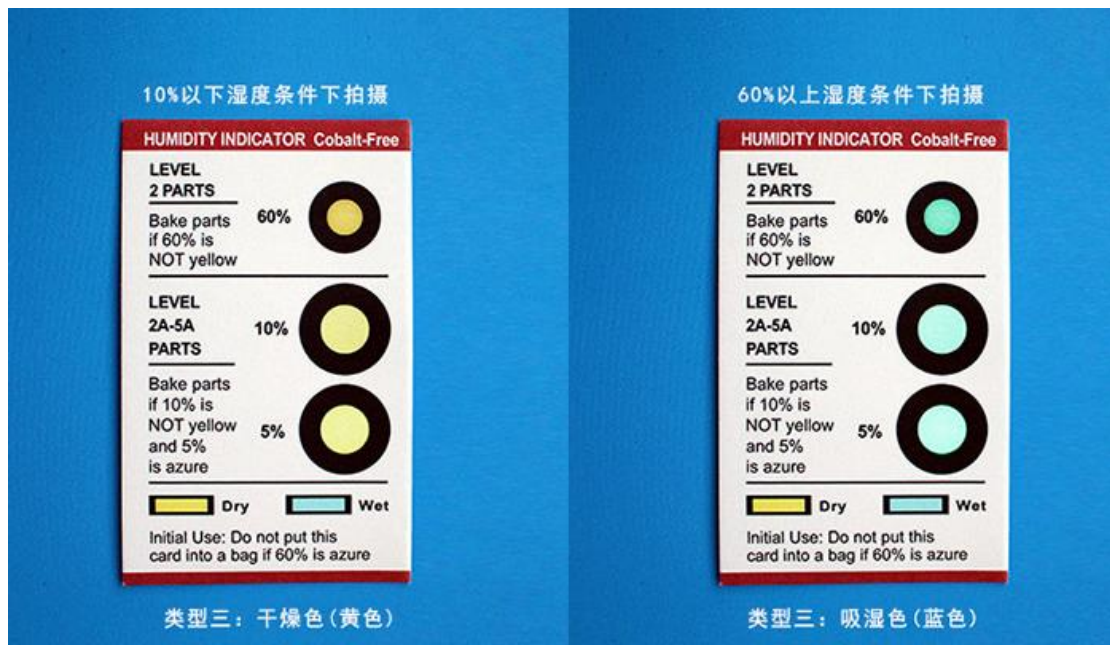 10%以下湿度条件下拍摄
HUMIDITY INDICATOR Cobalt-Free
LEVEL
2 PARTS
Bake parts
if 60% is
NOT yellow
60%
LEVEL
2A-5A
PARTS
Bake parts
if 10% is
NOT yellow
and 5%
is azure
10%
5%
Dry
Wet
Initial Use: Do not put this
card into a bag if 60% is azure
类型三：干燥色(黄色)
60%以上湿度条件下拍摄
HUMIDITY INDICATOR Cobalt-Free
LEVEL
2 PARTS
Bake parts
if 60% is
NOT yellow
60%
LEVEL
2A-5A
PARTS
Bake parts
if 10% is
NOT yellow
and 5%
is azure
10%
5%
Dry
Wet
Initial Use: Do not put this
card into a bag if 60% is azure
类型三：吸湿色(蓝色)